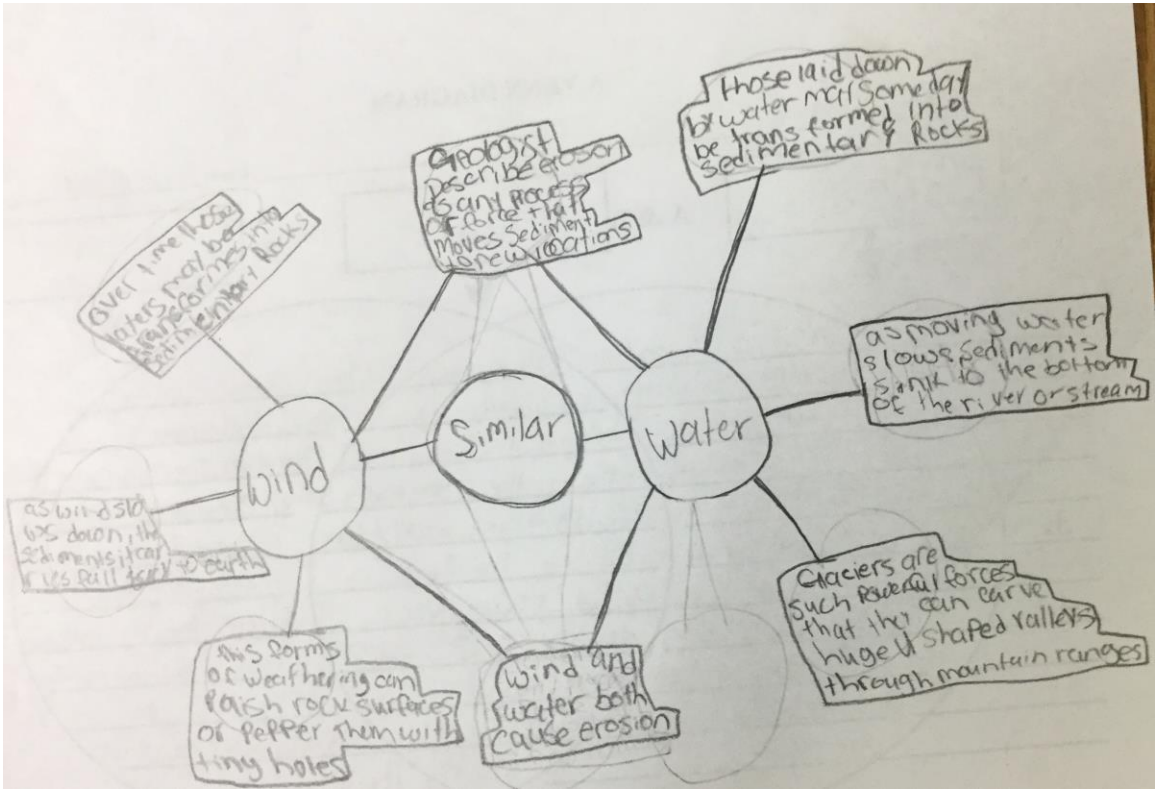 Those laid down
by water may Someday
be transformed into
sedimentary Rocks
Geologist
Describe erosion
as any process
or force that
moves sediment
to new locations
Over time these
layers may be
transformes into
Sedimentary Rocks
as moving water
slows, sediments
sink to the bottom
of the river or stream
Similar
Water
Wind
as wind slo
ws down, the
sediments it car
ries fall back to earth
Glaciers are
such powerful forces
that they can carve
huge U shaped valleys
through mountain ranges
this forms
of weathering can
Polish rock surfaces
or pepper them with
tiny holes
Wind and
water both
cause erosion